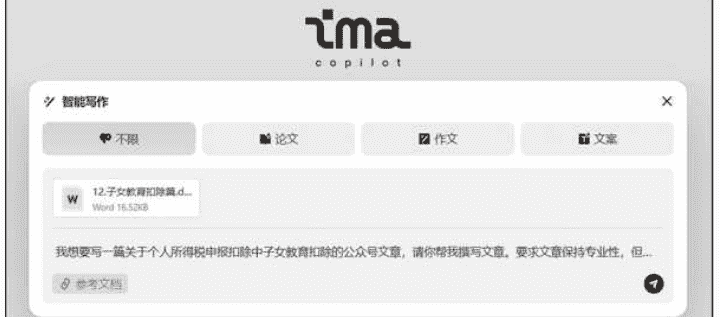 ima
copilot
智能写作
不限
论文
作文
文案
W
12.子女教育扣除篇.d...
Word 16.52KB
我想要写一篇关于个人所得税申报扣除中子女教育扣除的公众号文章，请你帮我撰写文章。要求文章保持专业性，但...
参考文档